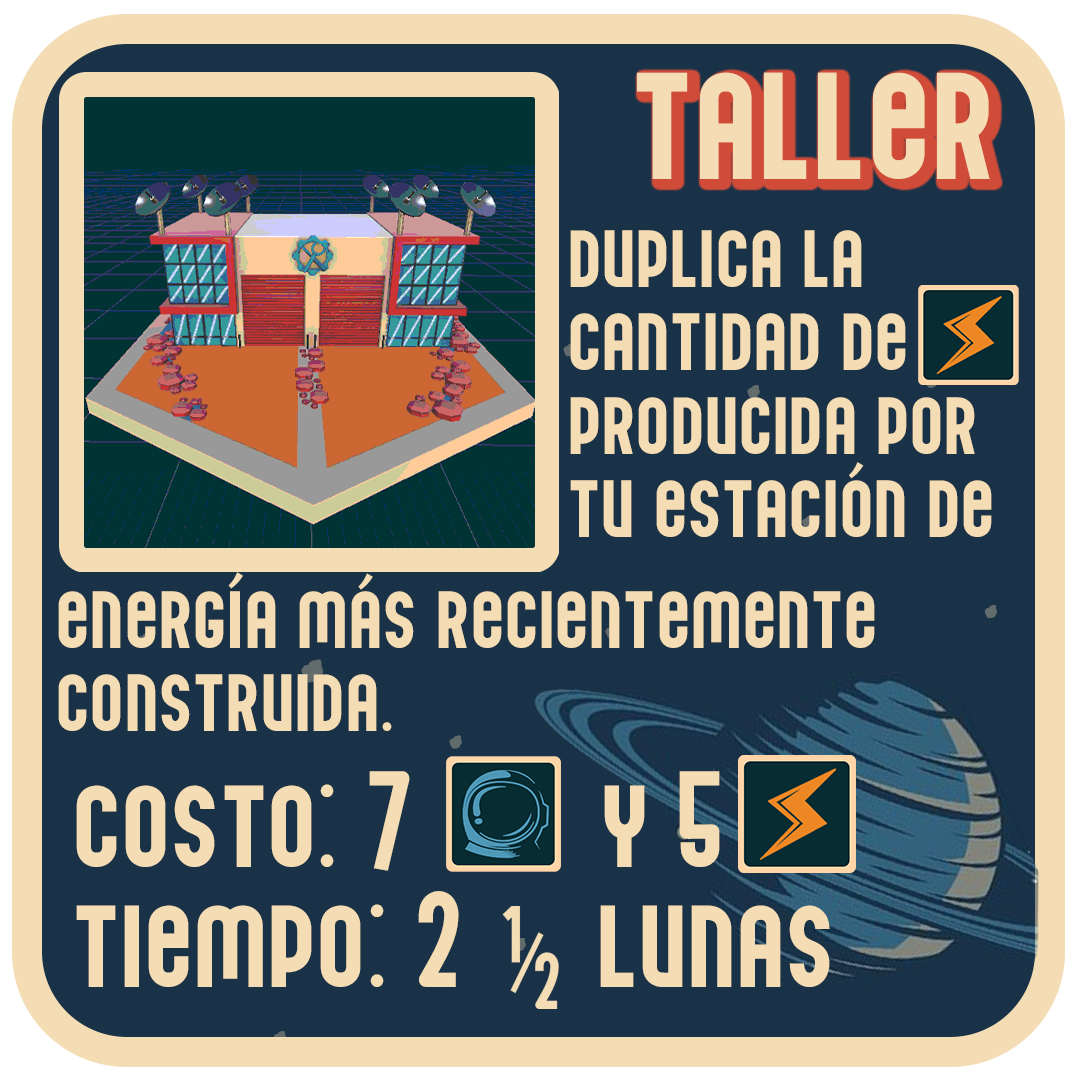 TALLER
DUPLICA LA
CANTIDAD DE
PRODUCIDA POR
TU ESTACIÓN DE
ENERGÍA MÁS RECIENTEMENTE
CONSTRUIDA.
COSTO: 7 Y 5
TIEMPO: 2 ½ LUNAS